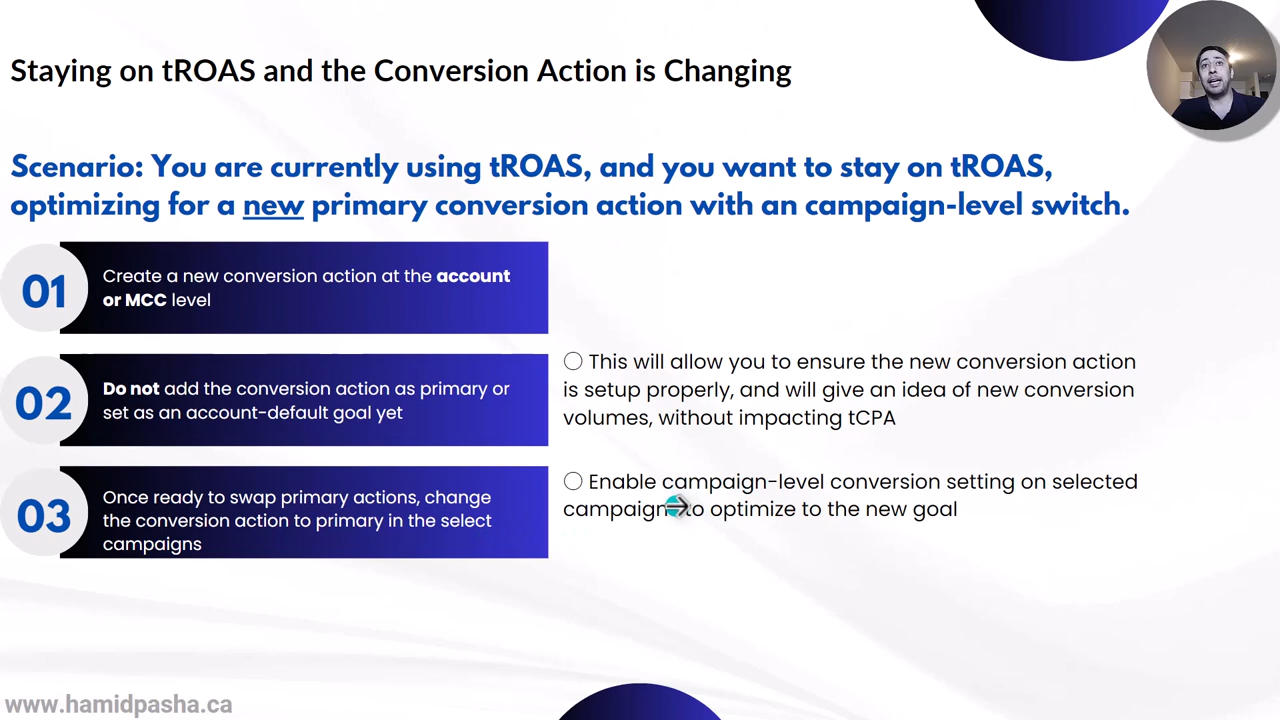 Staying on tROAS and the Conversion Action is Changing
Scenario: You are currently using tROAS, and you want to stay on tROAS,
optimizing for a new primary conversion action with an campaign-level switch.
01
Create a new conversion action at the account
or MCC level
02
Do not add the conversion action as primary or
set as an account-default goal yet
This will allow you to ensure the new conversion action
is setup properly, and will give an idea of new conversion
volumes, without impacting tCPA
03
Once ready to swap primary actions, change
the conversion action to primary in the select
campaigns
Enable campaign-level conversion setting on selected
campaigns to optimize to the new goal
www.hamidpasha.ca